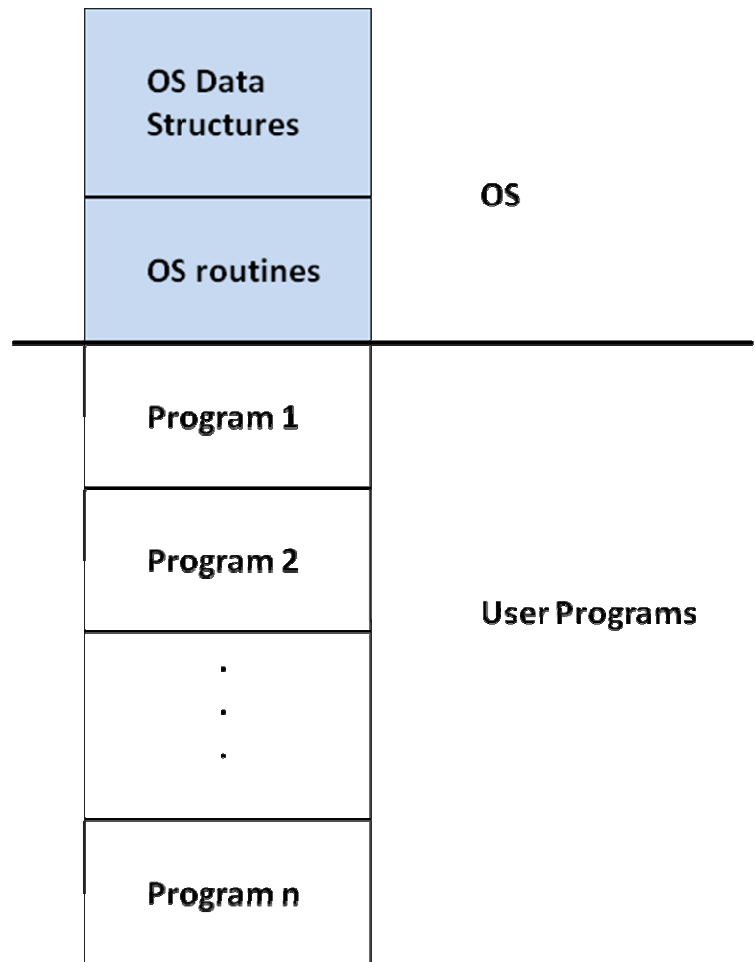 OS Data
Structures
OS
OS routines
Program 1
Program 2
User Programs
.
.
.
Program n